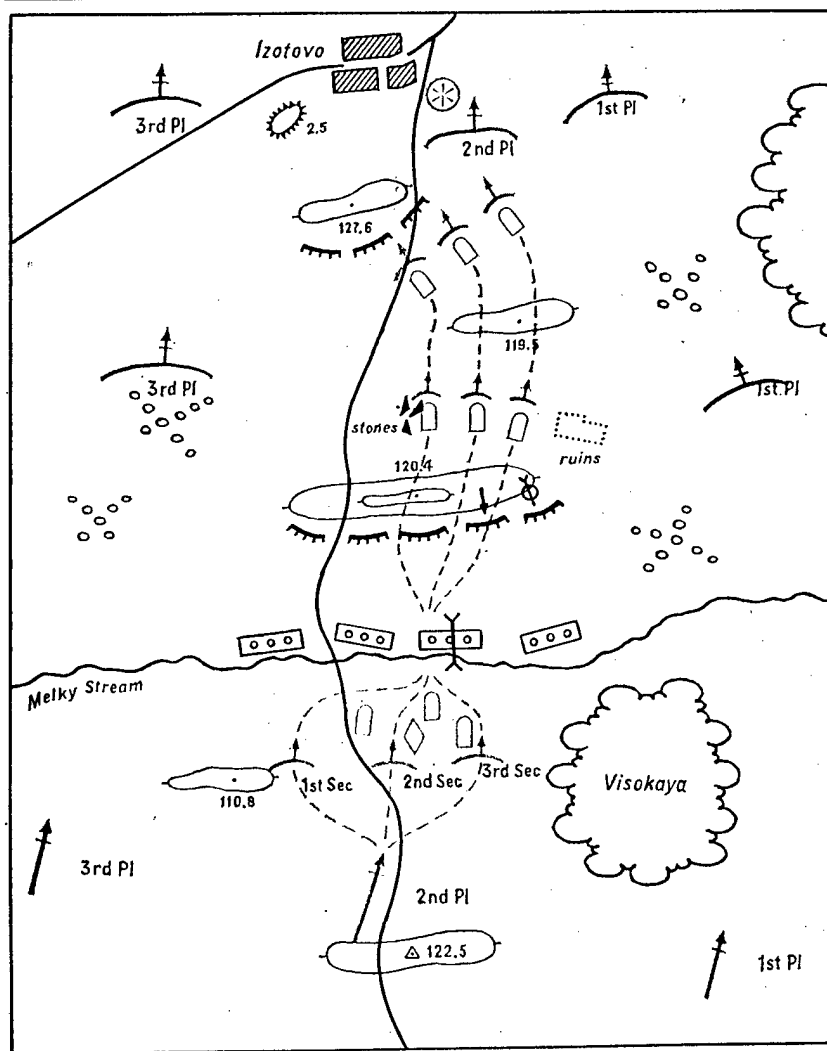 Izotovo
3rd Pl
2.5
2nd Pl
1st Pl
127.6
119.5
3rd Pl
1st Pl
stones
ruins
120.4
Melky Stream
1st Sec
2nd Sec
3rd Sec
110.8
Visokaya
3rd Pl
2nd Pl
122.5
1st Pl